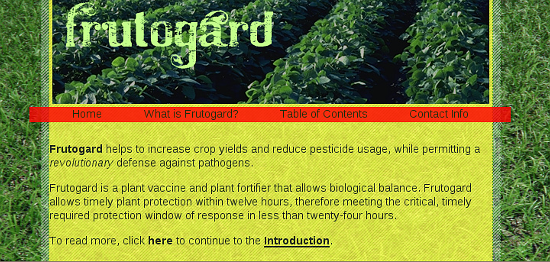 frutogard
Home What is Frutogard? Table of Contents Contact Info
Frutogard helps to increase crop yields and reduce pesticide usage, while permitting a
revolutionary defense against pathogens.
Frutogard is a plant vaccine and plant fortifier that allows biological balance. Frutogard
allows timely plant protection within twelve hours, therefore meeting the critical, timely
required protection window of response in less than twenty-four hours.
To read more, click here to continue to the Introduction.